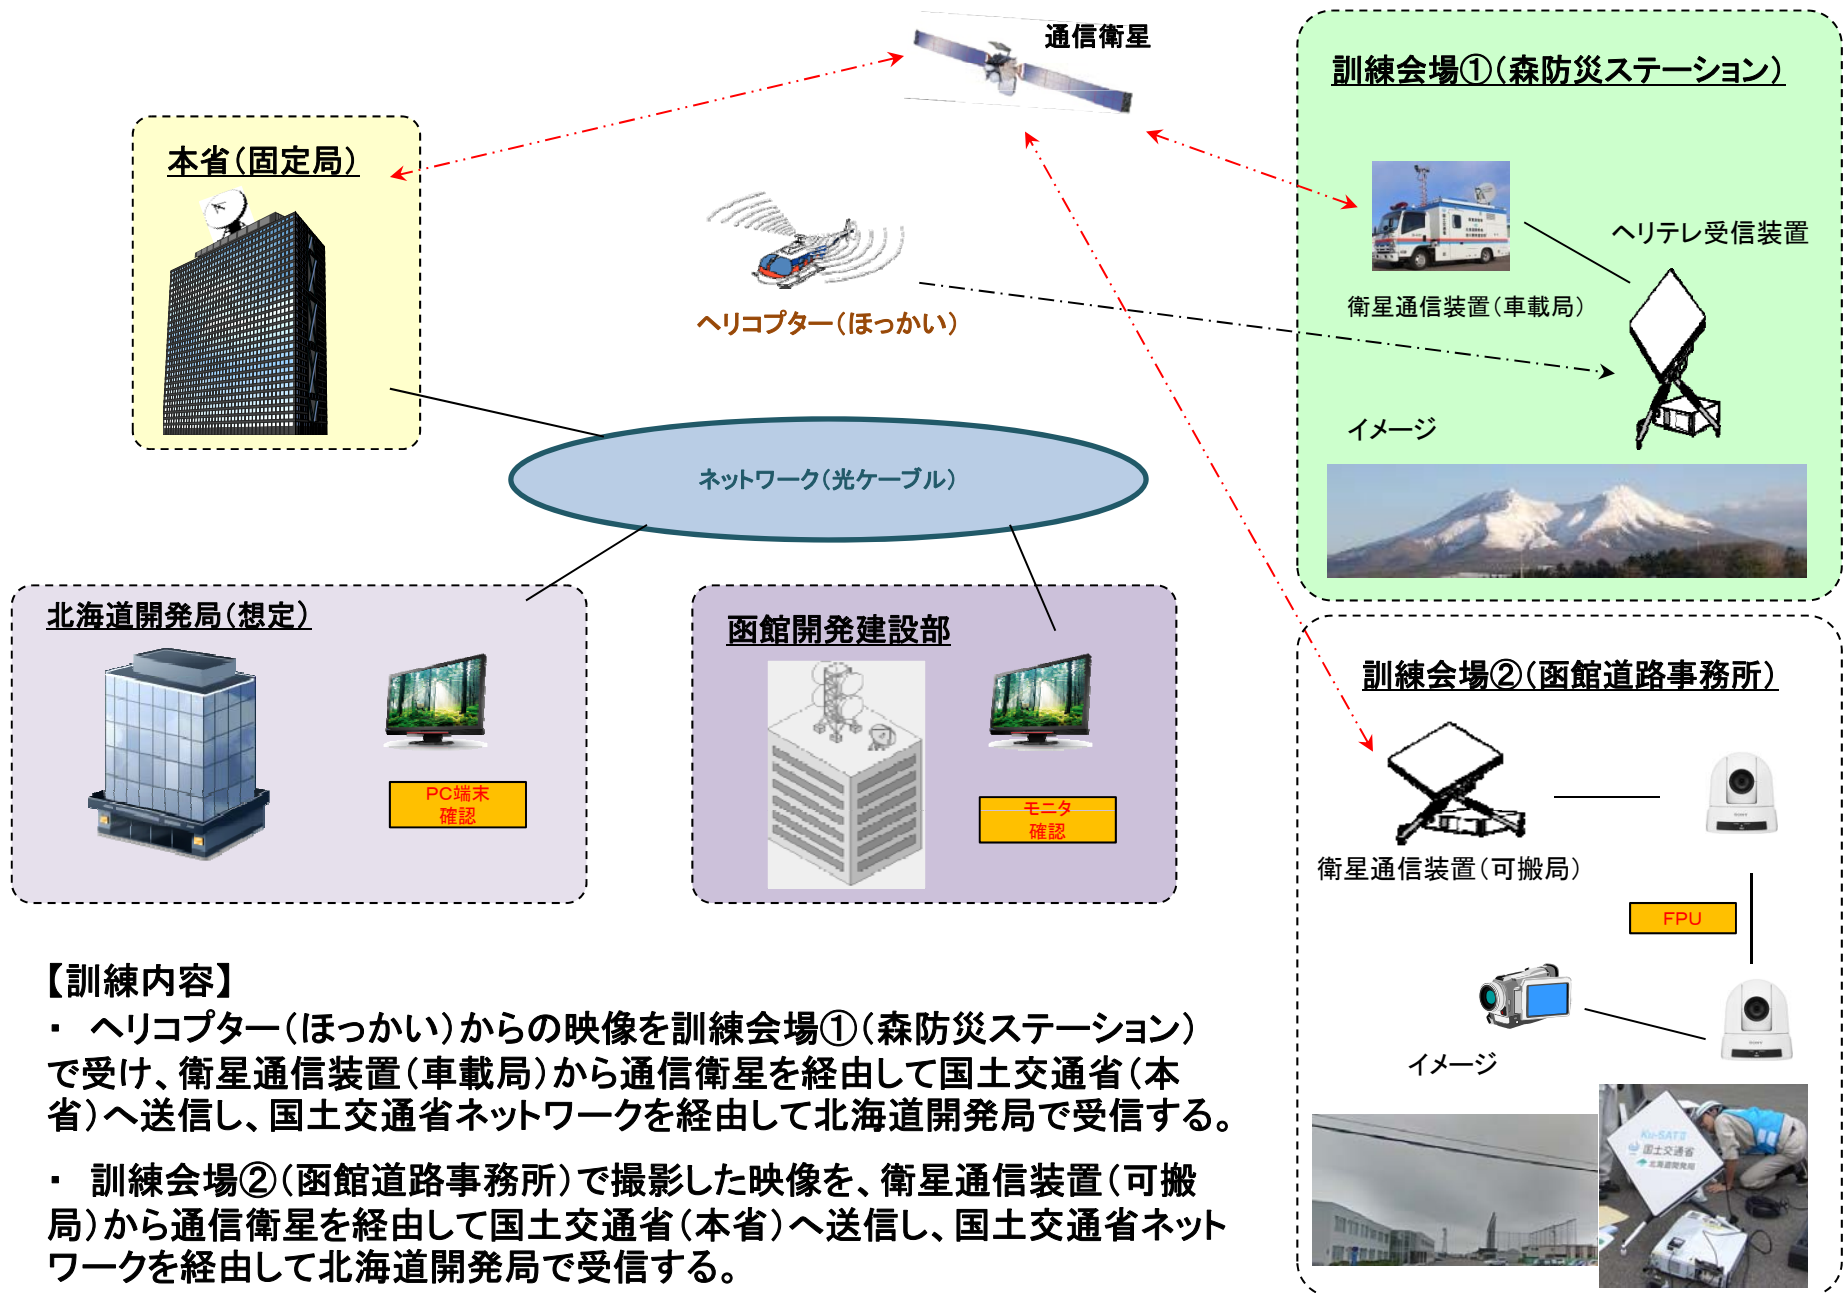 通信衛星
訓練会場①(森防災ステーション)
本省(固定局)
ヘリテレ受信装置
衛星通信装置(車載局)
ヘリコプター(ほっかい)
イメージ
ネットワーク(光ケーブル)
北海道開発局(想定)
函館開発建設部
訓練会場②(函館道路事務所)
PC端末
確認
モニタ
確認
衛星通信装置(可搬局)
FPU
イメージ
Ku-SATⅡ
国土交通省
北海道開発局
【訓練内容】
・ ヘリコプター(ほっかい)からの映像を訓練会場①(森防災ステーション)
で受け、衛星通信装置(車載局)から通信衛星を経由して国土交通省(本
省)へ送信し、国土交通省ネットワークを経由して北海道開発局で受信する。
・ 訓練会場②(函館道路事務所)で撮影した映像を、衛星通信装置(可搬
局)から通信衛星を経由して国土交通省(本省)へ送信し、国土交通省ネット
ワークを経由して北海道開発局で受信する。